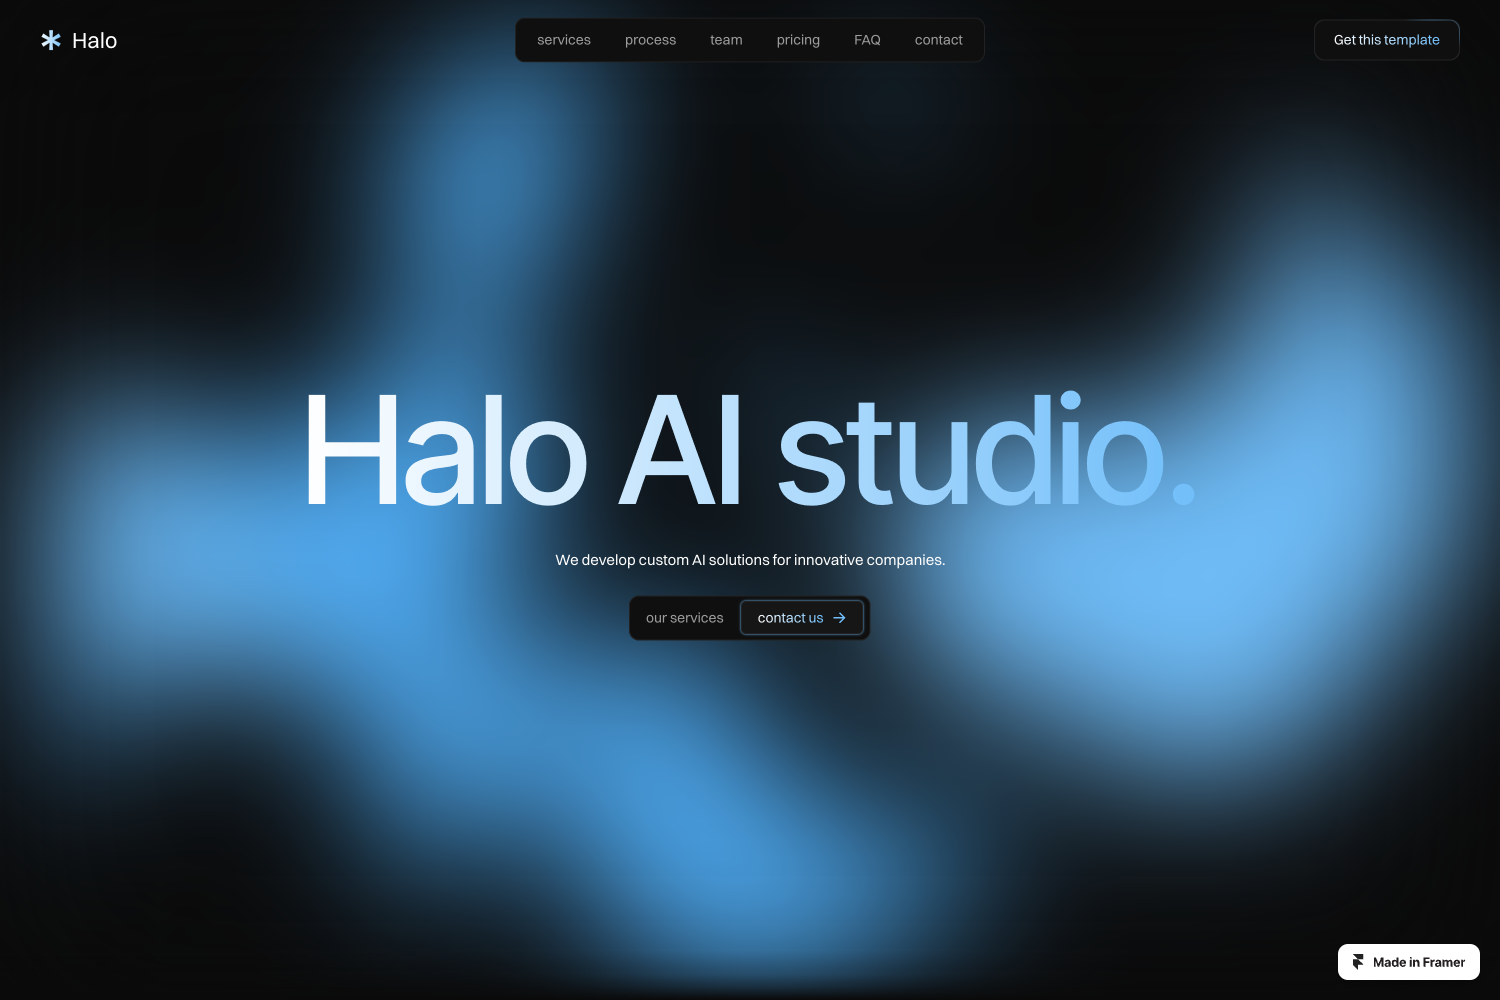 Halo
services process team pricing FAQ contact
Get this template
Halo AI studio.
We develop custom AI solutions for innovative companies.
our services contact us
Made in Framer